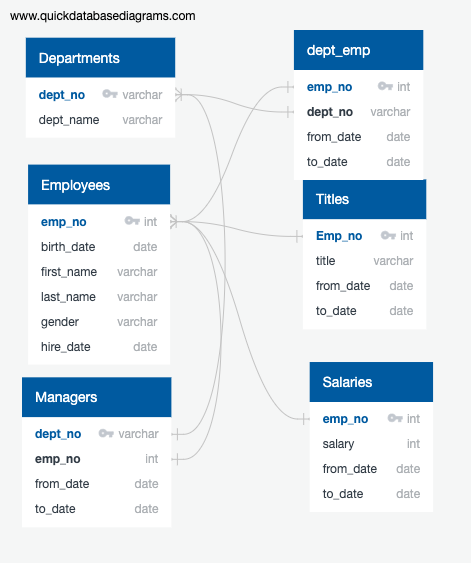 www.quickdatabasediagrams.com
Departments
dept_no varchar
dept_name varchar
dept_emp
emp_no int
dept_no varchar
from_date date
to_date date
Employees
emp_no int
birth_date date
first_name varchar
last_name varchar
gender varchar
hire_date date
Titles
Emp_no int
title varchar
from_date date
to_date date
Managers
dept_no varchar
emp_no int
from_date date
to_date date
Salaries
emp_no int
salary int
from_date date
to_date date